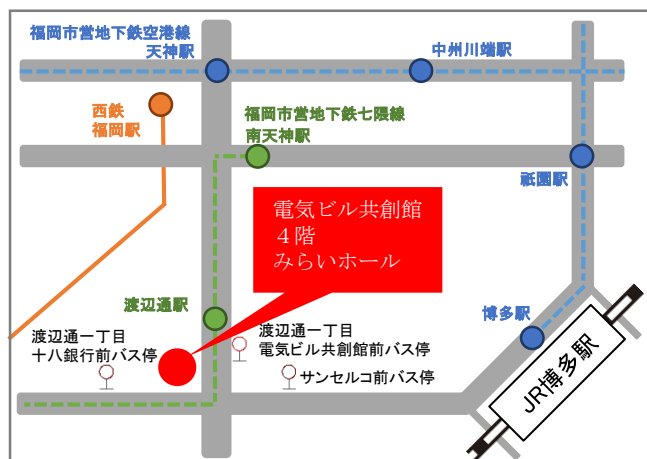 福岡市営地下鉄空港線
天神駅
中州川端駅
西鉄
福岡駅
福岡市営地下鉄七隈線
南天神駅
祇園駅
電気ビル共創館
４階
みらいホール
渡辺通駅
博多駅
渡辺通一丁目
十八銀行前バス停
渡辺通一丁目
電気ビル共創館前バス停
サンセルコ前バス停
JR博多駅